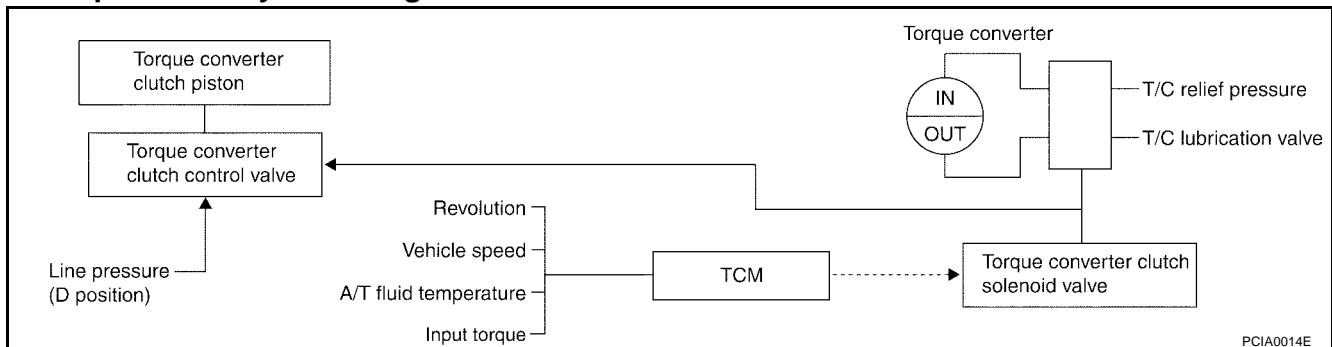 Torque converter
clutch piston
Torque converter
clutch control valve
Line pressure
(D position)
Revolution
Vehicle speed
A/T fluid temperature
Input torque
TCM
Torque converter
IN
OUT
T/C relief pressure
T/C lubrication valve
Torque converter clutch
solenoid valve
PCIA0014E